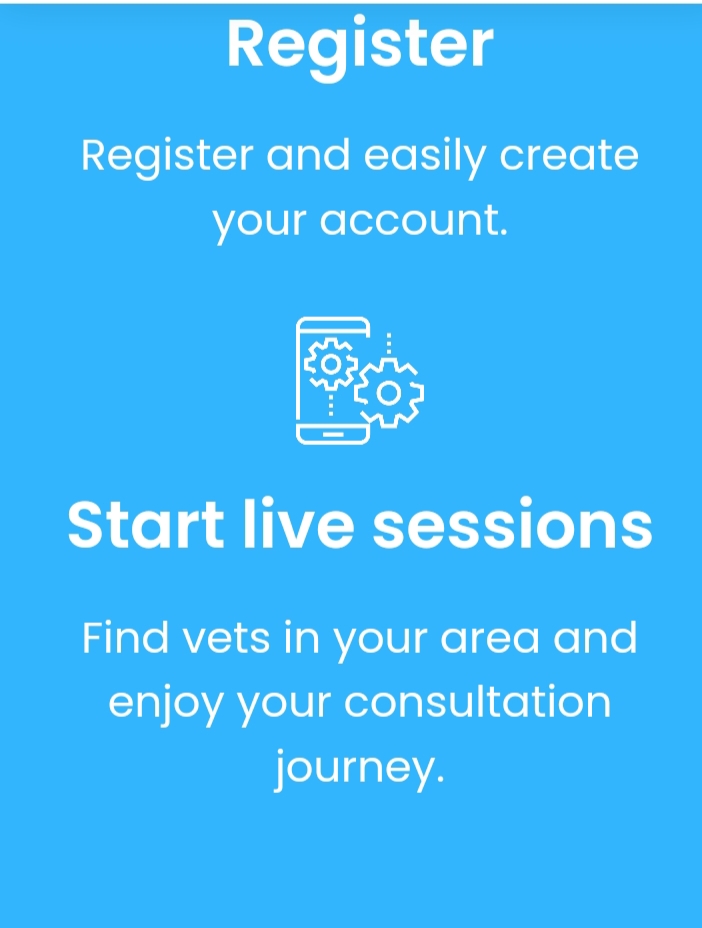 Register
Register and easily create
your account.
Start live sessions
Find vets in your area and
enjoy your consultation
journey.